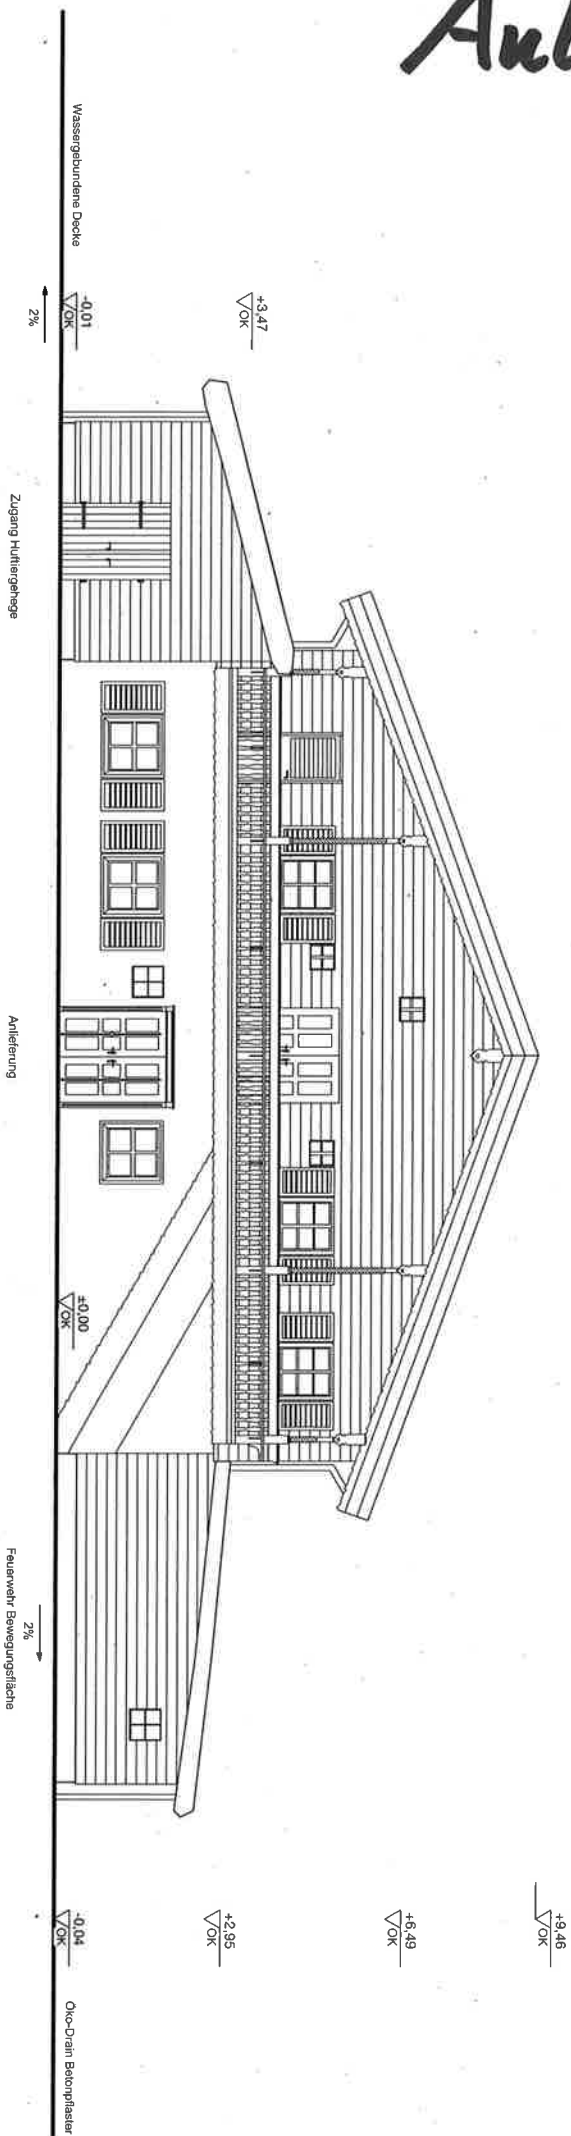 Wassergebundene Decke
-0,01
OK
2%
+3,47
OK
Zugang Huftiergehege
Anlieferung
±0,00
OK
Feuerwehr Bewegungsfläche
2%
+9,46
OK
+6,49
OK
+2,95
OK
-0,04
OK
Öko-Drain Betonpflaster